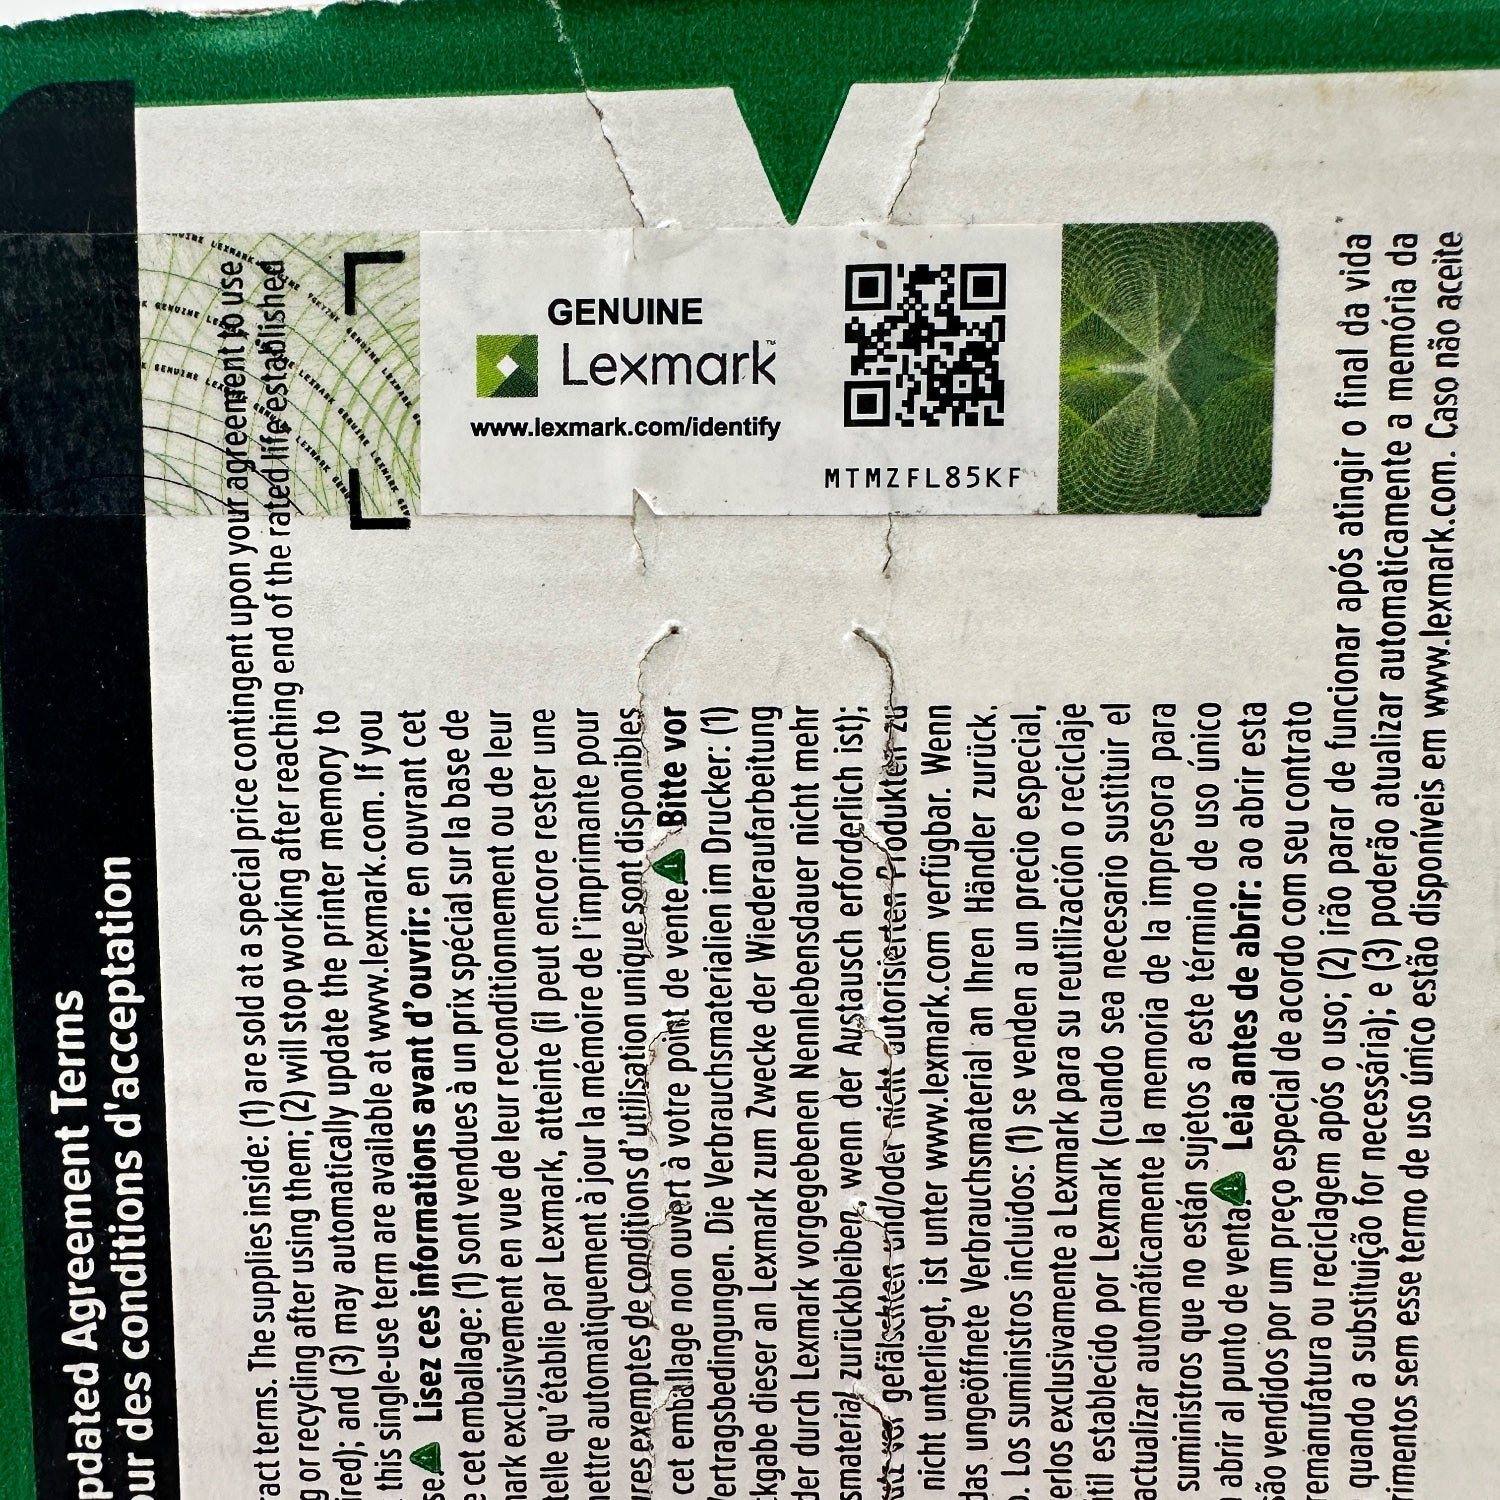 GENUINE
Lexmark™
www.lexmark.com/identify
MTMZFL85KF
pdated Agreement Terms
ur des conditions d'acceptation
ract terms. The supplies inside: (1) are sold at a special price contingent upon your agreement to use
g or recycling after using them; (2) will stop working after reaching end of the rated life established
ired); and (3) may automatically update the printer memory to
this single-use term are available at www.lexmark.com. If you
se. Lisez ces informations avant d'ouvrir: en ouvrant cet
e cet emballage: (1) sont vendues à un prix spécial sur la base de
mark exclusivement en vue de leur reconditionnement ou de leur
telle qu'établie par Lexmark, atteinte (il peut encore rester une
mettre automatiquement à jour la mémoire de l'imprimante pour
ures exemptes de conditions d'utilisation unique sont disponibles
cet emballage non ouvert à votre point de vente. Bitte vor
Vertragsbedingungen. Die Verbrauchsmaterialien im Drucker: (1)
ckgabe dieser an Lexmark zum Zwecke der Wiederaufarbeitung
der durch Lexmark vorgegebenen Nennlebensdauer nicht mehr
smaterial zurückbleiben, wenn der Austausch erforderlich ist);
vor gefälschten und/oder nicht autorisierten Produkten zu
nicht unterliegt, ist unter www.lexmark.com verfügbar. Wenn
das ungeöffnete Verbrauchsmaterial an Ihren Händler zurück.
o. Los suministros incluidos: (1) se venden a un precio especial,
erlos exclusivamente a Lexmark para su reutilización o reciclaje
útil establecido por Lexmark (cuando sea necesario sustituir el
actualizar automáticamente la memoria de la impresora para
suministros que no están sujetos a este término de uso único
abrir al punto de venta. Leia antes de abrir: ao abrir esta
são vendidos por um preço especial de acordo com seu contrato
remanufatura ou reciclagem após o uso; (2) irão parar de funcionar após atingir o final da vida
quando a substituição for necessária); e (3) poderão atualizar automaticamente a memória da
rimentos sem esse termo de uso único estão disponíveis em www.lexmark.com. Caso não aceite